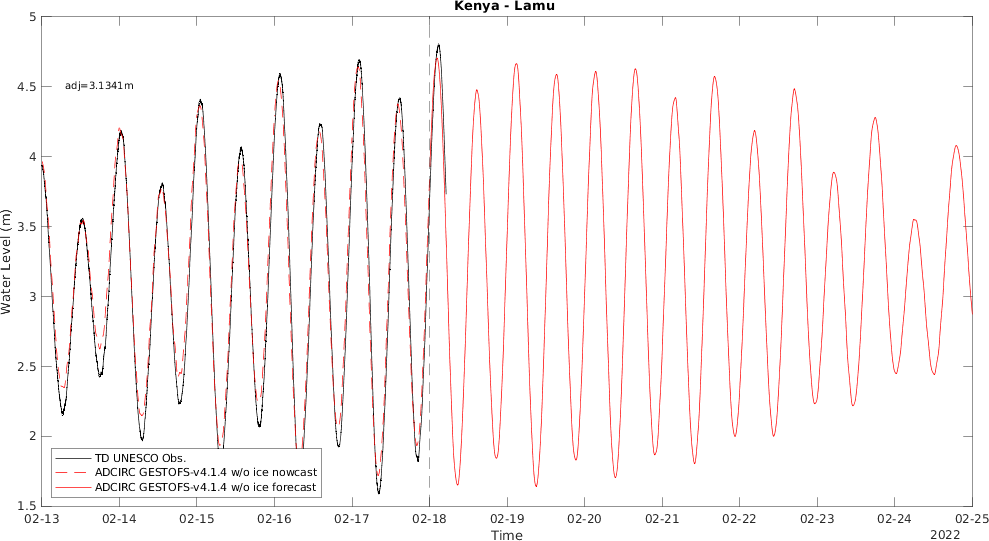 Kenya - Lamu
5
4.5
4
3.5
3
2.5
2
1.5
Water Level (m)
adj=3.1341m
TD UNESCO Obs.
ADCIRC GESTOFS-v4.1.4 w/o ice nowcast
ADCIRC GESTOFS-v4.1.4 w/o ice forecast
02-13 02-14 02-15 02-16 02-17 02-18 02-19 02-20 02-21 02-22 02-23 02-24 02-25
Time
2022